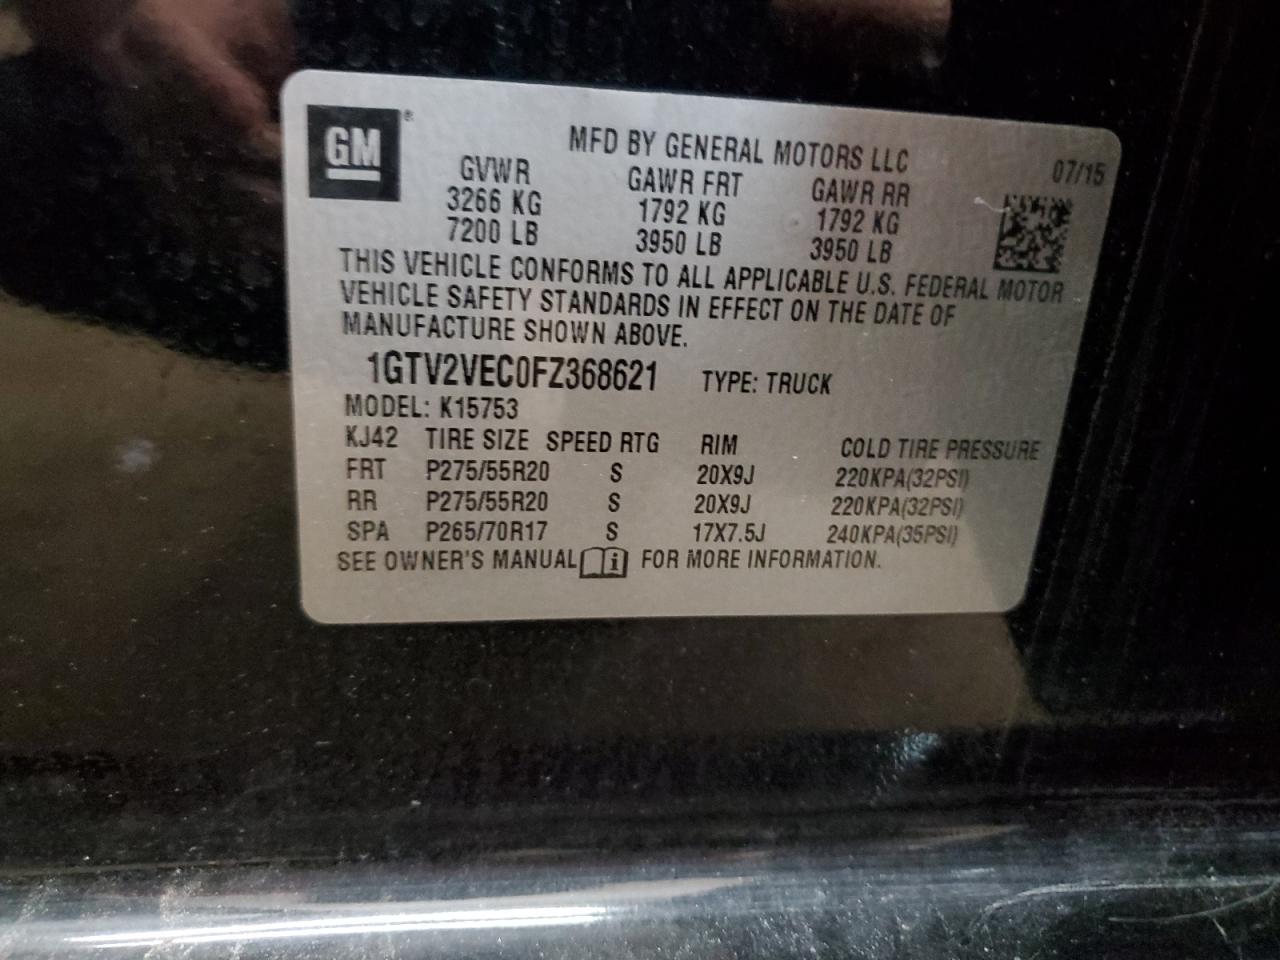 GM®
MFD BY GENERAL MOTORS LLC
07/15
GVWR GAWR FRT GAWR RR
3266 KG 1792 KG 1792 KG
7200 LB 3950 LB 3950 LB
THIS VEHICLE CONFORMS TO ALL APPLICABLE U.S. FEDERAL MOTOR
VEHICLE SAFETY STANDARDS IN EFFECT ON THE DATE OF
MANUFACTURE SHOWN ABOVE.
1GTV2VEC0FZ368621 TYPE: TRUCK
MODEL: K15753
KJ42 TIRE SIZE SPEED RTG RIM COLD TIRE PRESSURE
FRT P275/55R20 S 20X9J 220KPA(32PSI)
RR P275/55R20 S 20X9J 220KPA(32PSI)
SPA P265/70R17 S 17X7.5J 240KPA(35PSI)
SEE OWNER'S MANUAL i FOR MORE INFORMATION.